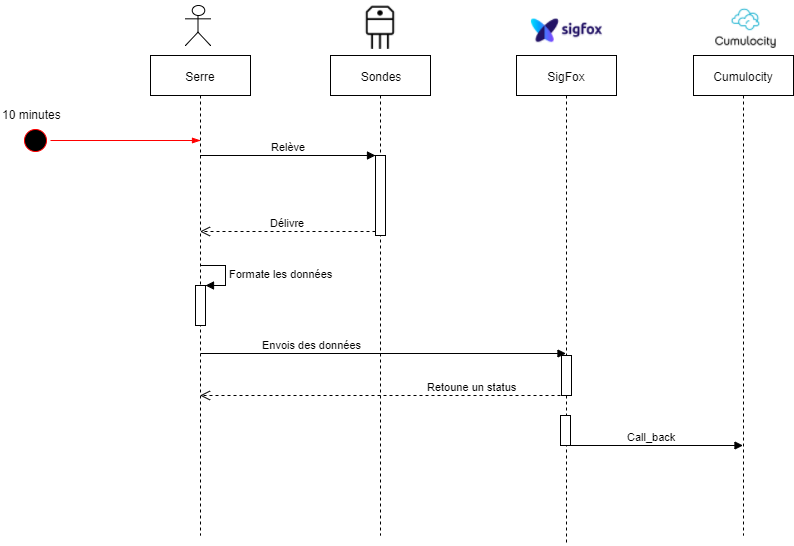 sigfox
Cumulocity
Serre
Sondes
SigFox
Cumulocity
10 minutes
Relève
Délivre
Formate les données
Envois des données
Retoune un status
Call_back